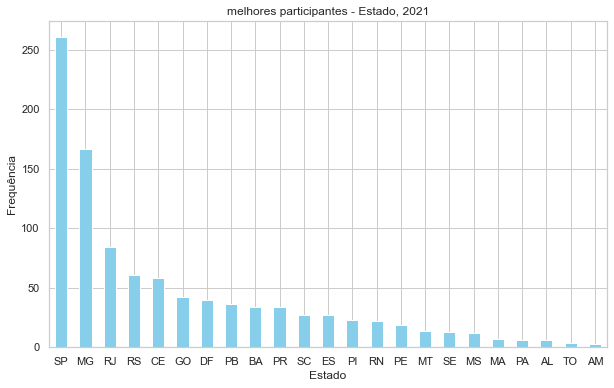 melhores participantes - Estado, 2021
Frequência
250
200
150
100
50
0
SP MG RJ RS CE GO DF PB BA PR SC ES PI RN PE MT SE MS MA PA AL TO AM
Estado